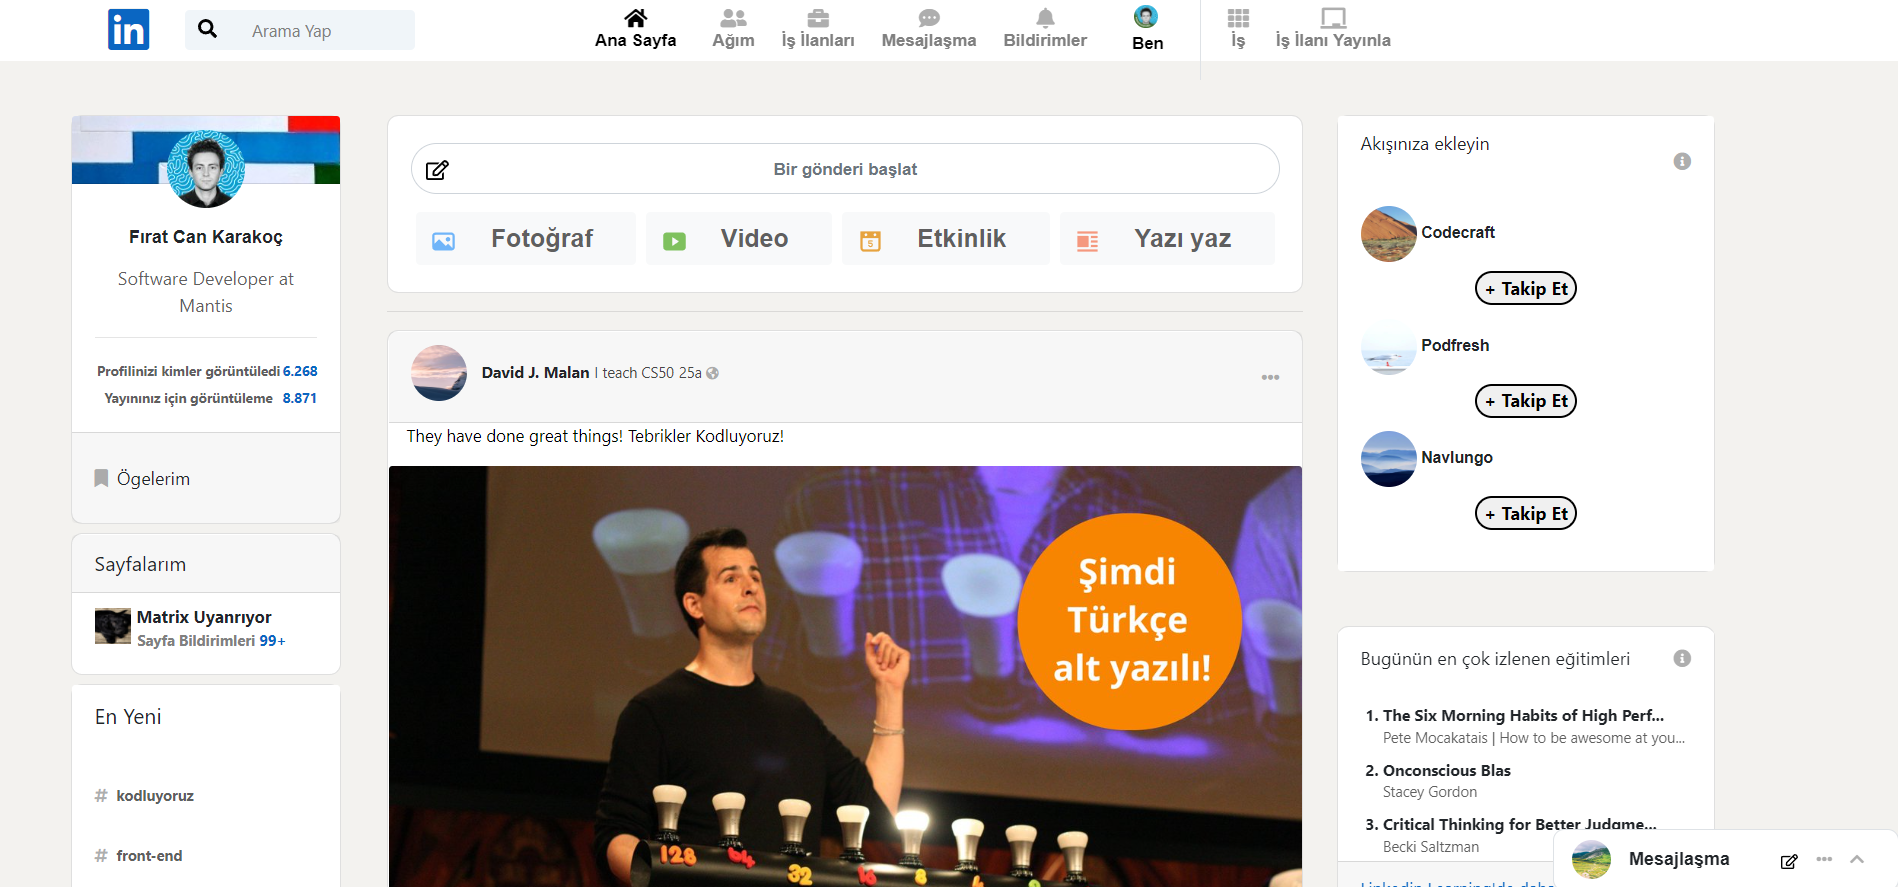 in
Arama Yap
Ana Sayfa
Ağım
İş İlanları
Mesajlaşma
Bildirimler
Ben
İş
İş İlanı Yayınla
Fırat Can Karakoç
Software Developer at
Mantis
Profilinizi kimler görüntüledi 6.268
Yayınınız için görüntüleme 8.871
Ögelerim
Sayfalarım
Matrix Uyanrıyor
Sayfa Bildirimleri 99+
En Yeni
# kodluyoruz
# front-end
Bir gönderi başlat
Fotoğraf
Video
Etkinlik
Yazı yaz
David J. Malan I teach CS50 25a
They have done great things! Tebrikler Kodluyoruz!
Şimdi
Türkçe
alt yazılı!
128
64
32
16
8
4
Akışınıza ekleyin
Codecraft
+ Takip Et
Podfresh
+ Takip Et
Navlungo
+ Takip Et
Bugünün en çok izlenen eğitimleri
1. The Six Morning Habits of High Perf...
Pete Mocakatais | How to be awesome at you...
2. Onconscious Blas
Stacey Gordon
3. Critical Thinking for Better Judgme...
Becki Saltzman
Mesajlaşma